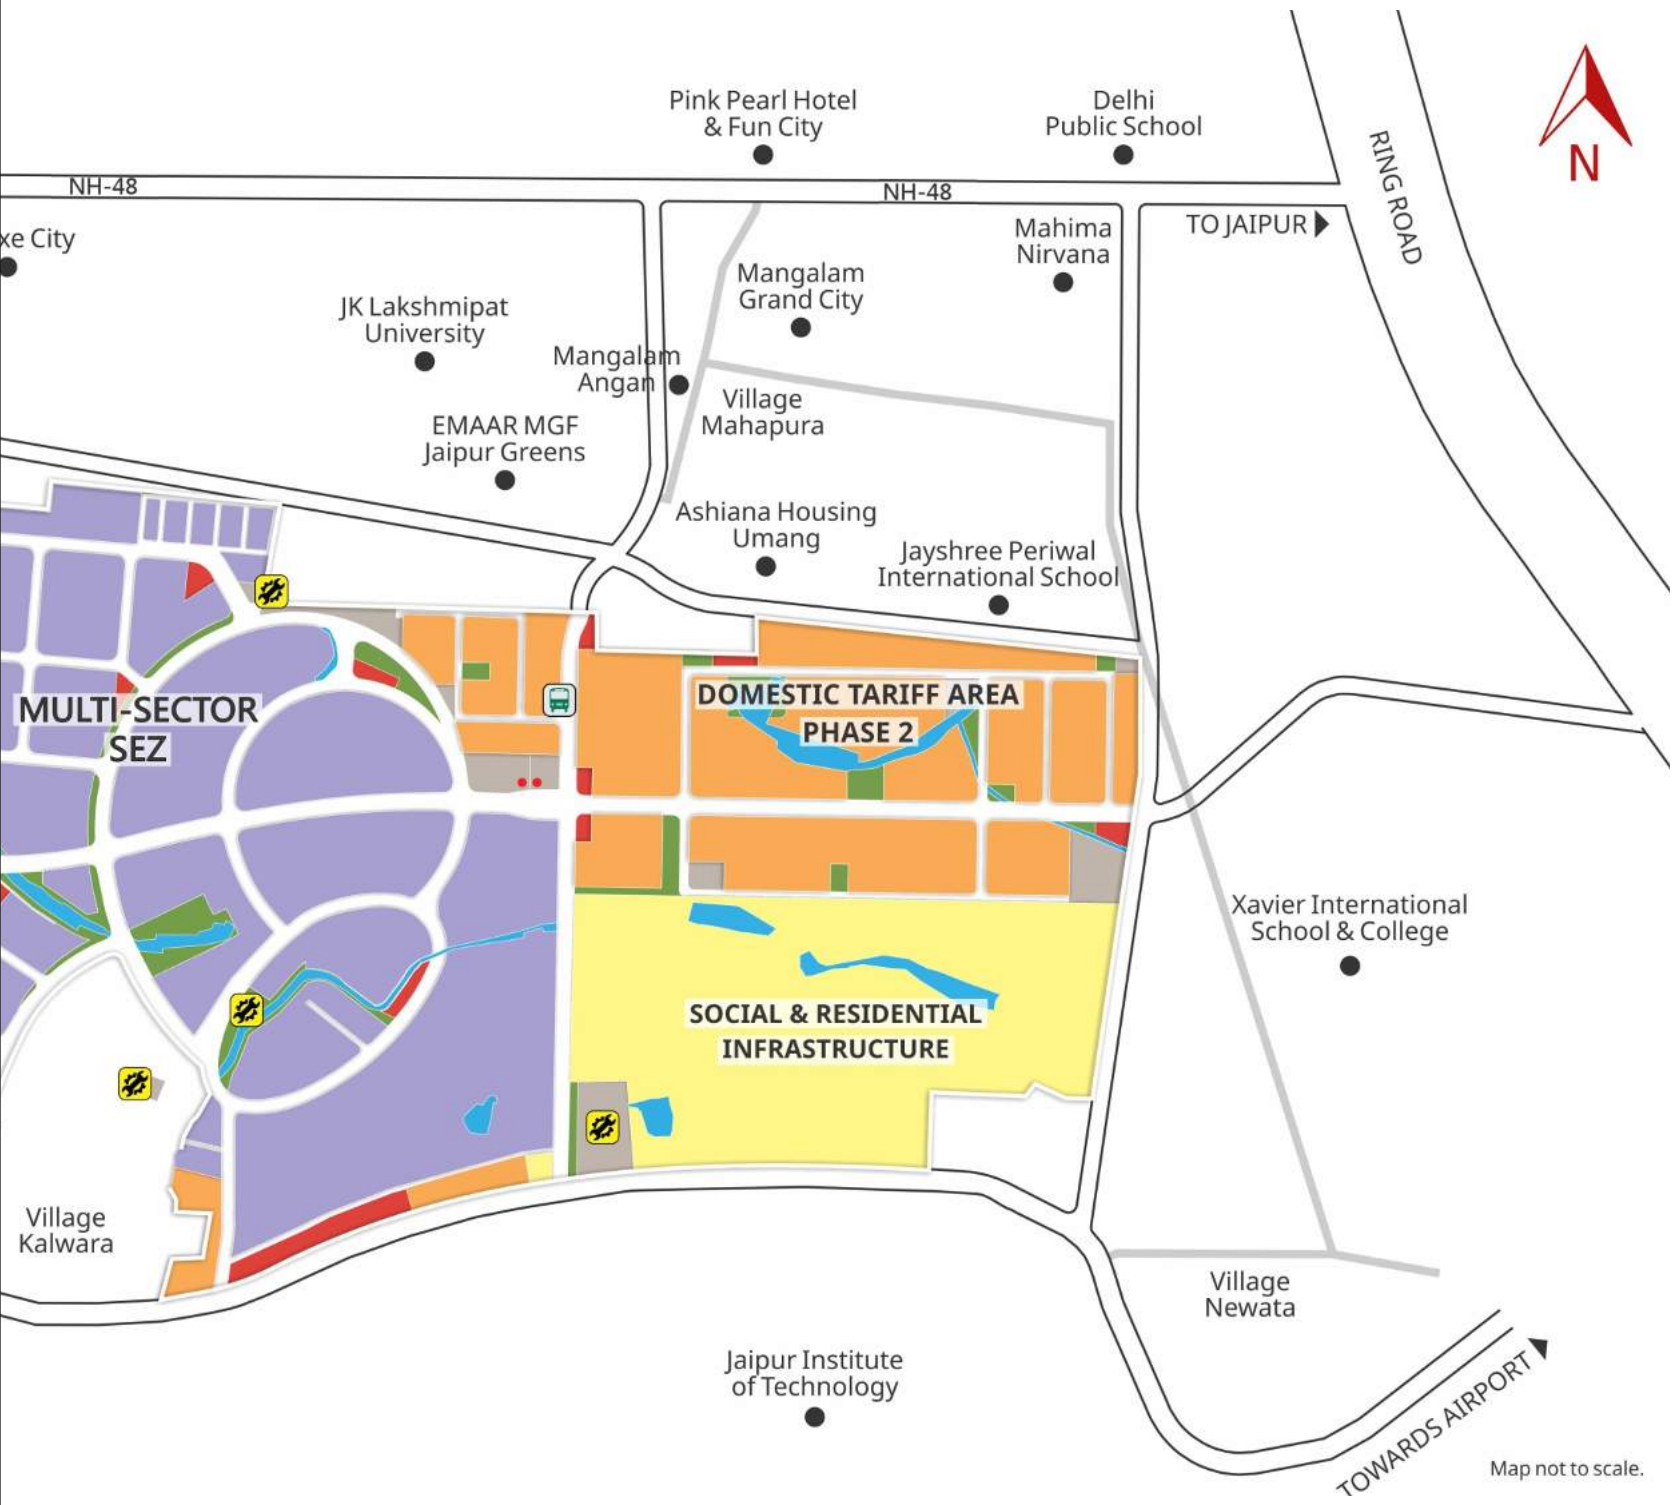 Pink Pearl Hotel
& Fun City
Delhi
Public School
N
NH-48
NH-48
RING ROAD
TO JAIPUR
xe City
Mahima
Nirvana
Mangalam
Grand City
JK Lakshmipat
University
Mangalam
Angan
Village
Mahapura
EMAAR MGF
Jaipur Greens
Ashiana Housing
Umang
Jayshree Periwal
International School
MULTI-SECTOR
SEZ
DOMESTIC TARIFF AREA
PHASE 2
Xavier International
School & College
SOCIAL & RESIDENTIAL
INFRASTRUCTURE
Village
Kalwara
Village
Newata
Jaipur Institute
of Technology
TOWARDS AIRPORT
Map not to scale.